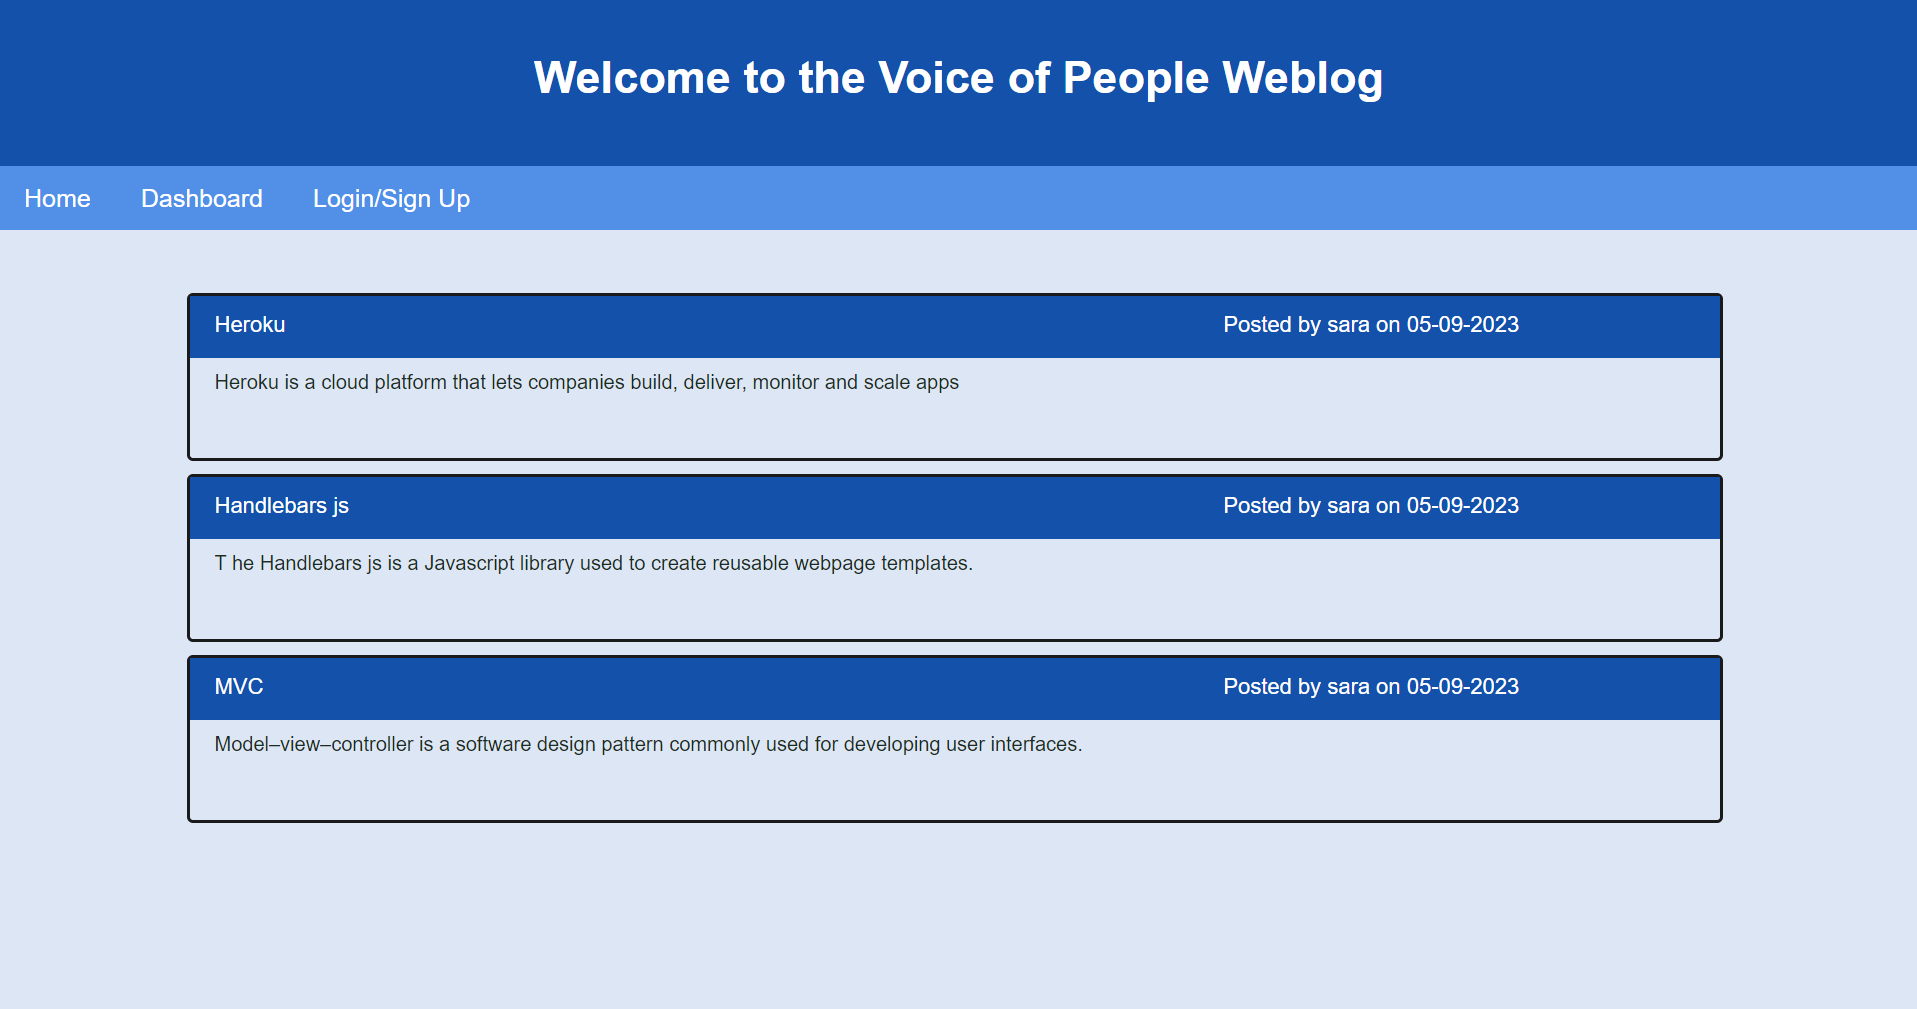 Welcome to the Voice of People Weblog
Home Dashboard Login/Sign Up
Heroku Posted by sara on 05-09-2023
Heroku is a cloud platform that lets companies build, deliver, monitor and scale apps
Handlebars js Posted by sara on 05-09-2023
T he Handlebars js is a Javascript library used to create reusable webpage templates.
MVC Posted by sara on 05-09-2023
Model–view–controller is a software design pattern commonly used for developing user interfaces.